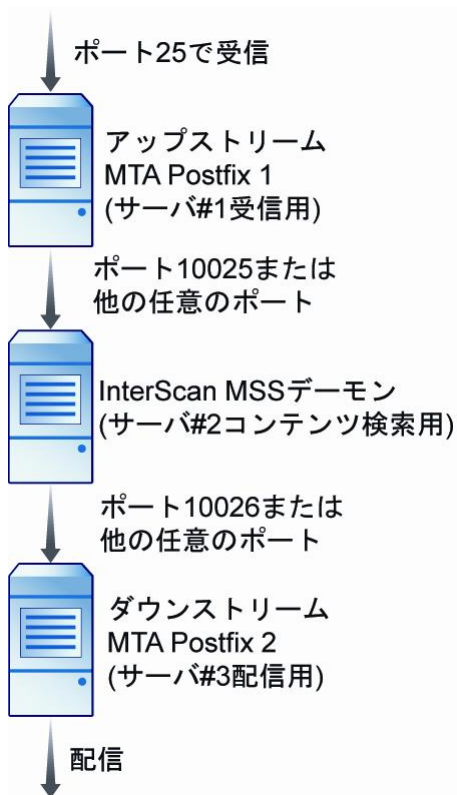 ポート25で受信
アップストリーム
MTA Postfix 1
(サーバ#1受信用)
ポート10025または
他の任意のポート
InterScan MSSデーモン
(サーバ#2コンテンツ検索用)
ポート10026または
他の任意のポート
ダウンストリーム
MTA Postfix 2
(サーバ#3配信用)
配信